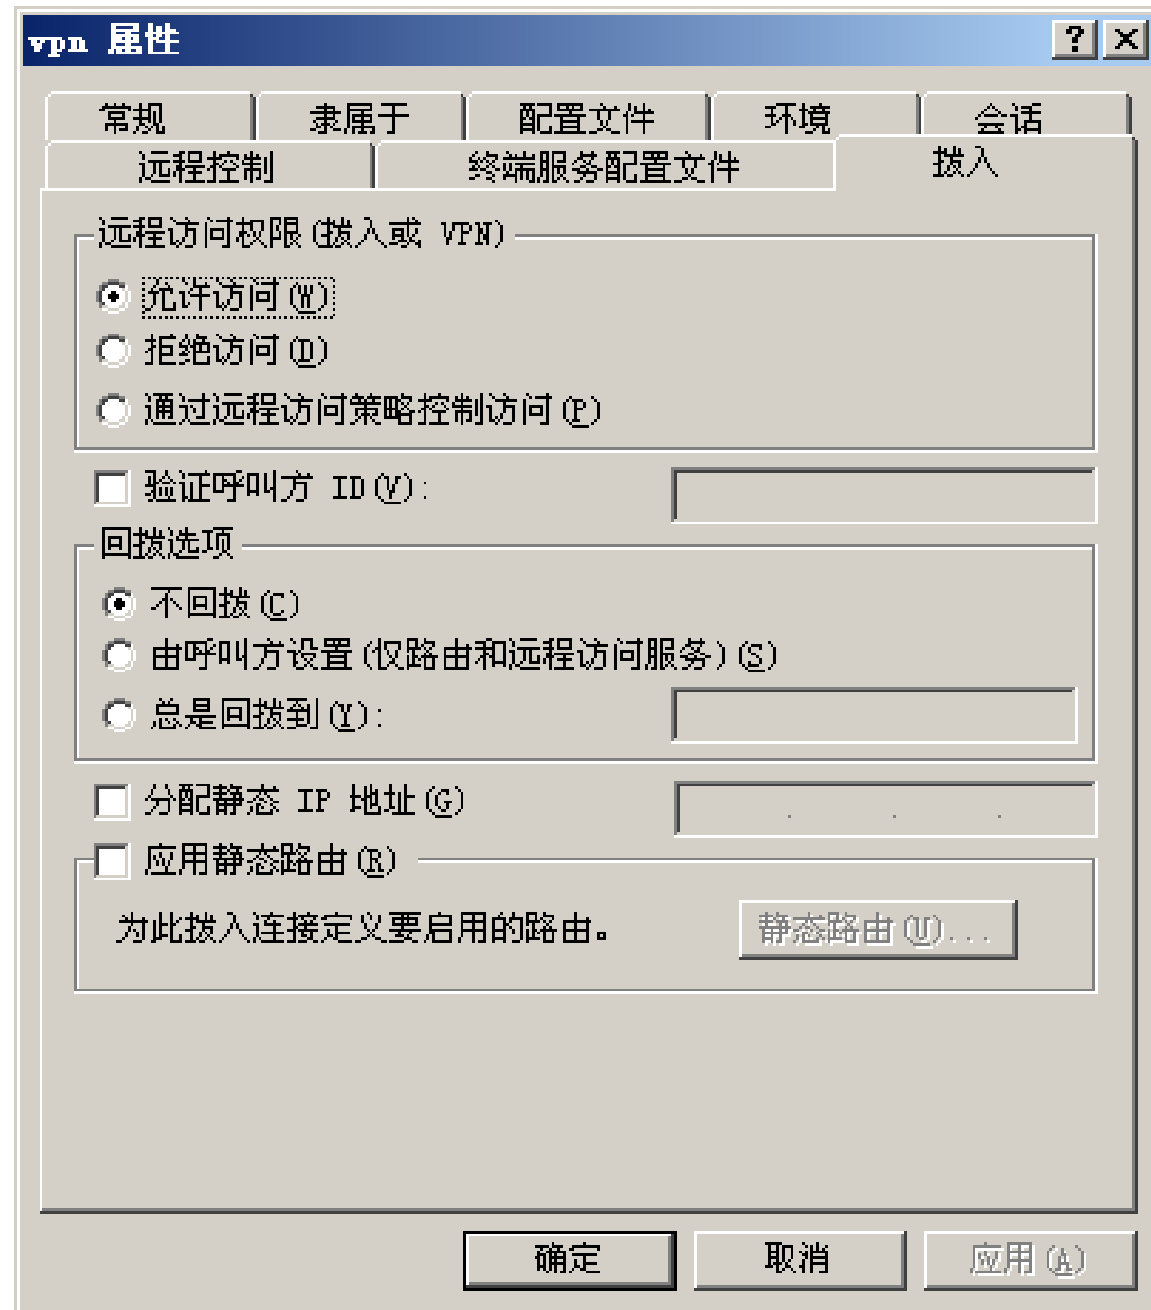 vpn 属性
常规 隶属于 配置文件 环境 会话
远程控制 终端服务配置文件 拨入
远程访问权限(拨入或 VPN)
允许访问(W)
拒绝访问(D)
通过远程访问策略控制访问(P)
验证呼叫方 ID(V):
回拨选项
不回拨(C)
由呼叫方设置(仅路由和远程访问服务)(S)
总是回拨到(Y):
分配静态 IP 地址(G)
应用静态路由(R)
为此拨入连接定义要启用的路由。 静态路由(U)...
确定 取消 应用(A)